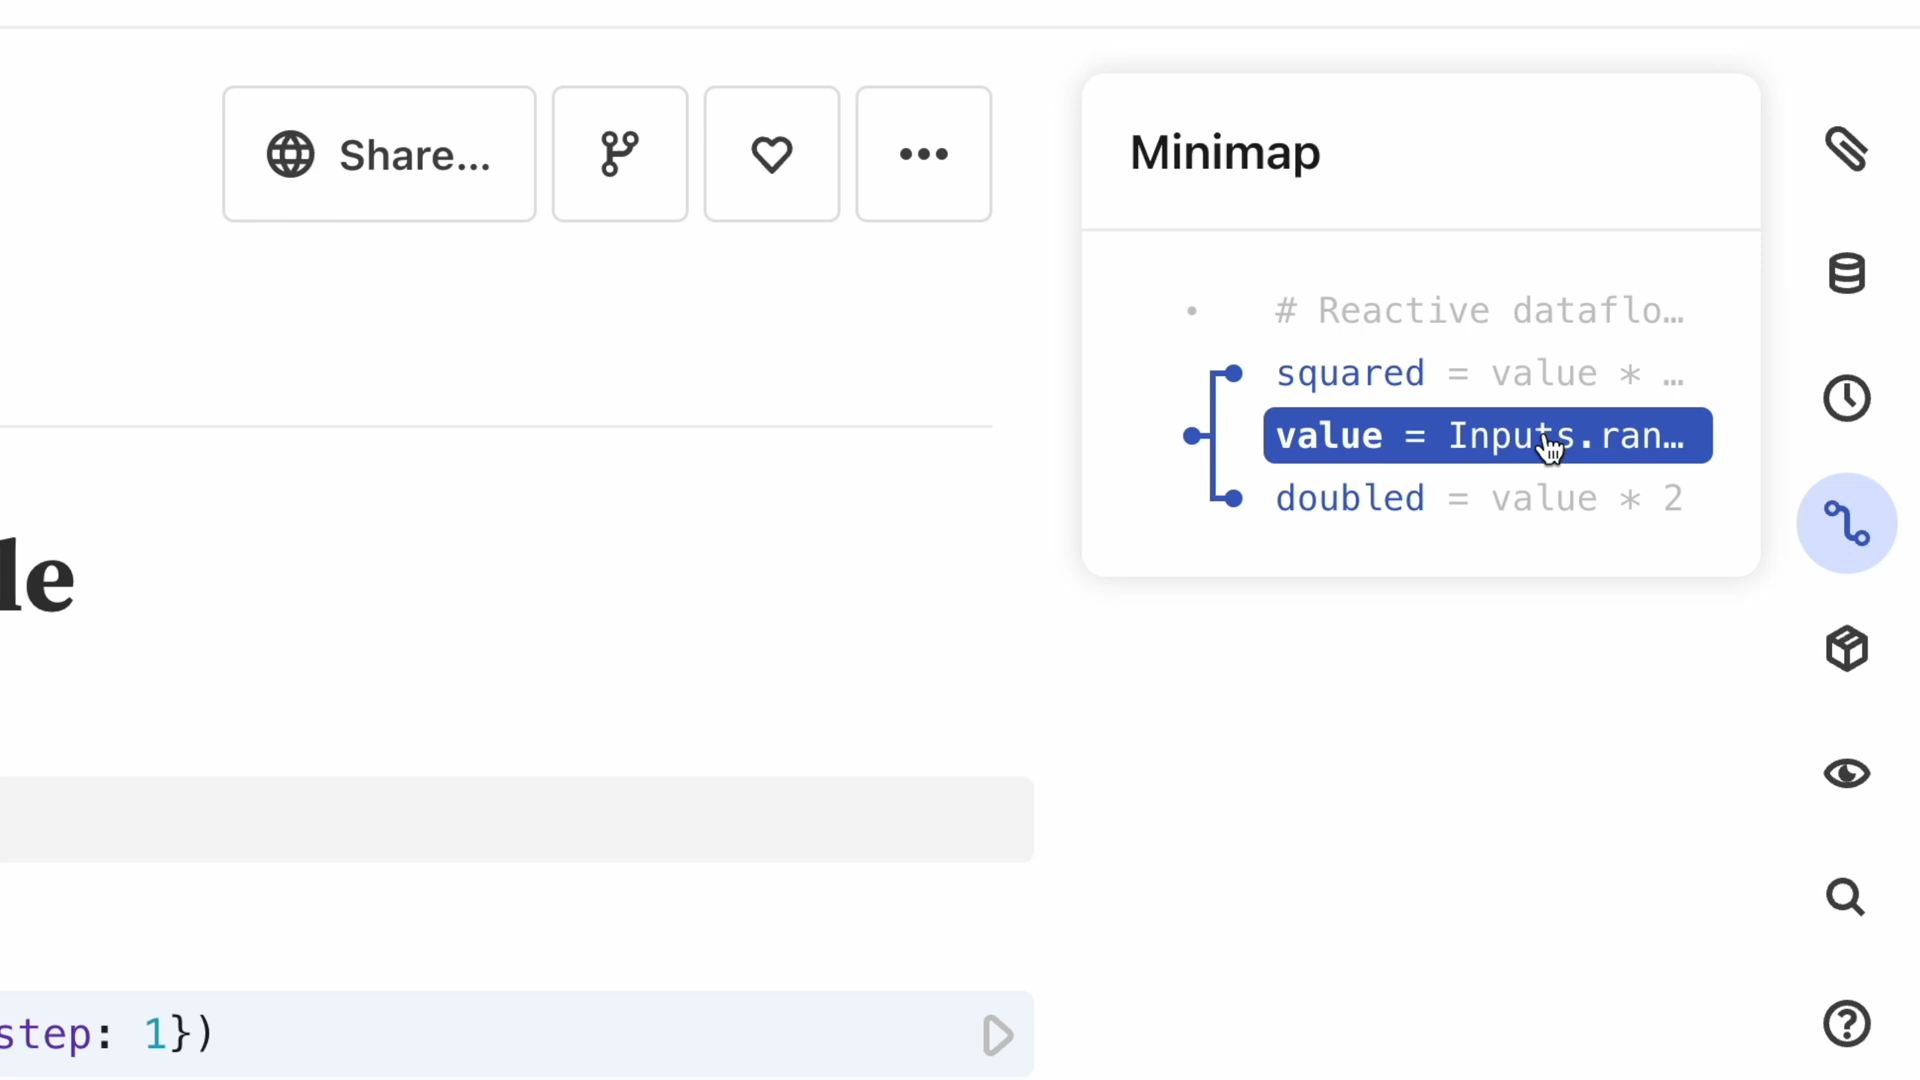 Share...
Minimap
# Reactive dataflo…
squared = value * …
value = Inputs.ran…
doubled = value * 2
le
step: 1})